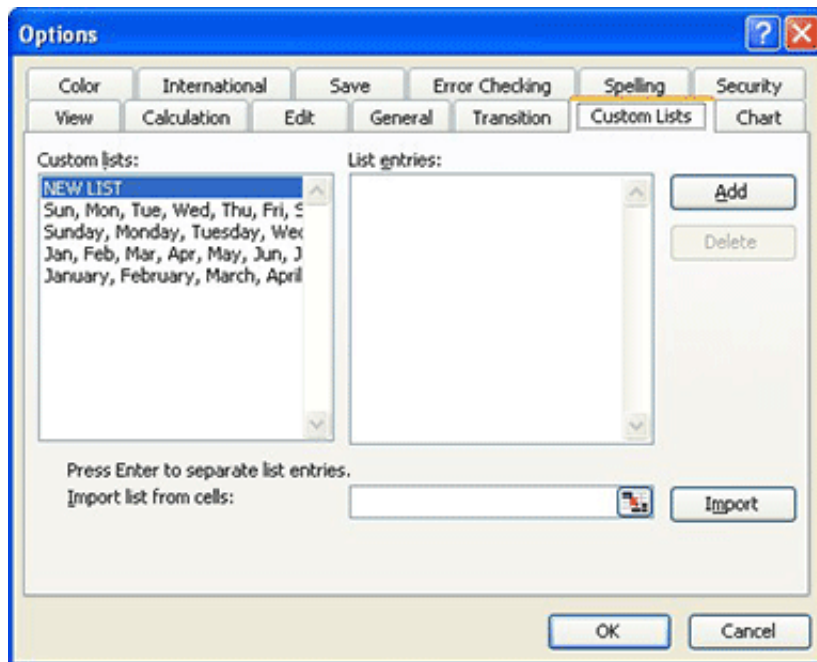 Options
Color International Save Error Checking Spelling Security
View Calculation Edit General Transition Custom Lists Chart
Custom lists: List entries:
NEW LIST
Sun, Mon, Tue, Wed, Thu, Fri, S
Sunday, Monday, Tuesday, Wed
Jan, Feb, Mar, Apr, May, Jun, J
January, February, March, April
Add
Delete
Press Enter to separate list entries.
Import list from cells: Import
OK Cancel